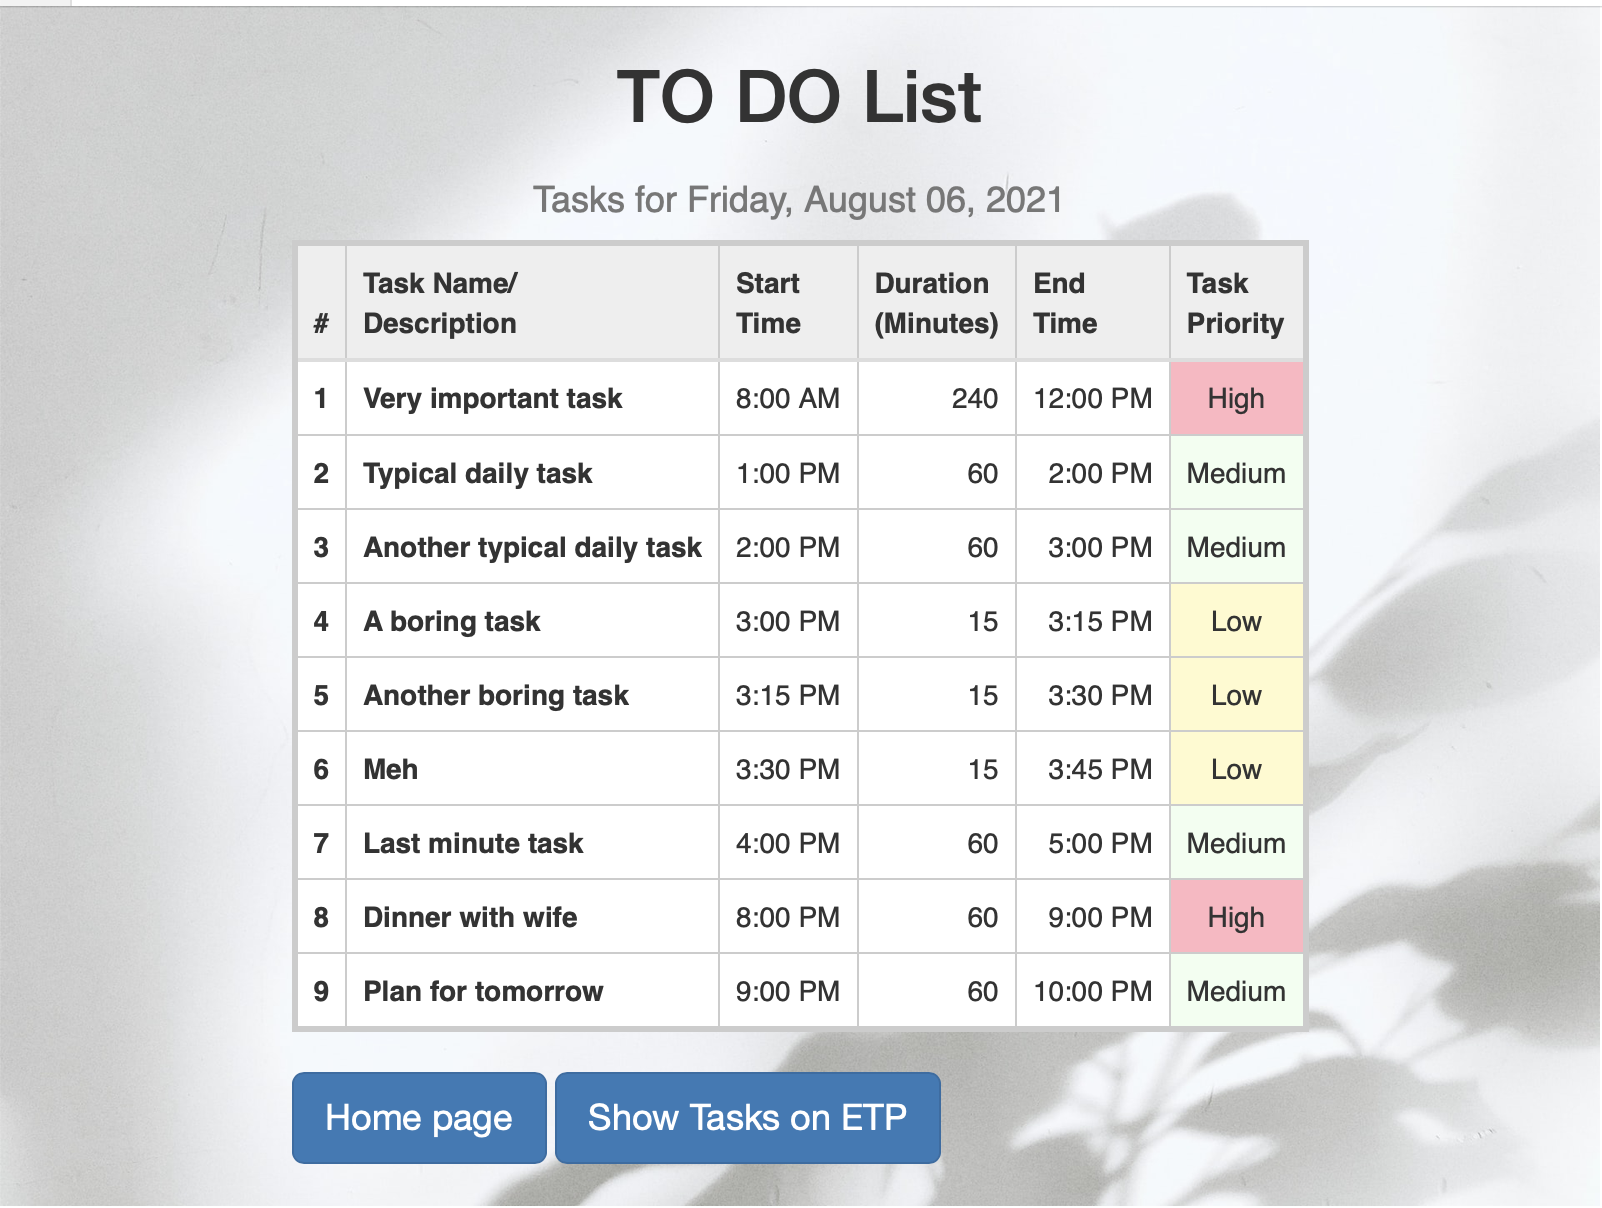 TO DO List
Tasks for Friday, August 06, 2021
# Task Name/ Description Start Time Duration (Minutes) End Time Task Priority
1 Very important task 8:00 AM 240 12:00 PM High
2 Typical daily task 1:00 PM 60 2:00 PM Medium
3 Another typical daily task 2:00 PM 60 3:00 PM Medium
4 A boring task 3:00 PM 15 3:15 PM Low
5 Another boring task 3:15 PM 15 3:30 PM Low
6 Meh 3:30 PM 15 3:45 PM Low
7 Last minute task 4:00 PM 60 5:00 PM Medium
8 Dinner with wife 8:00 PM 60 9:00 PM High
9 Plan for tomorrow 9:00 PM 60 10:00 PM Medium
Home page Show Tasks on ETP